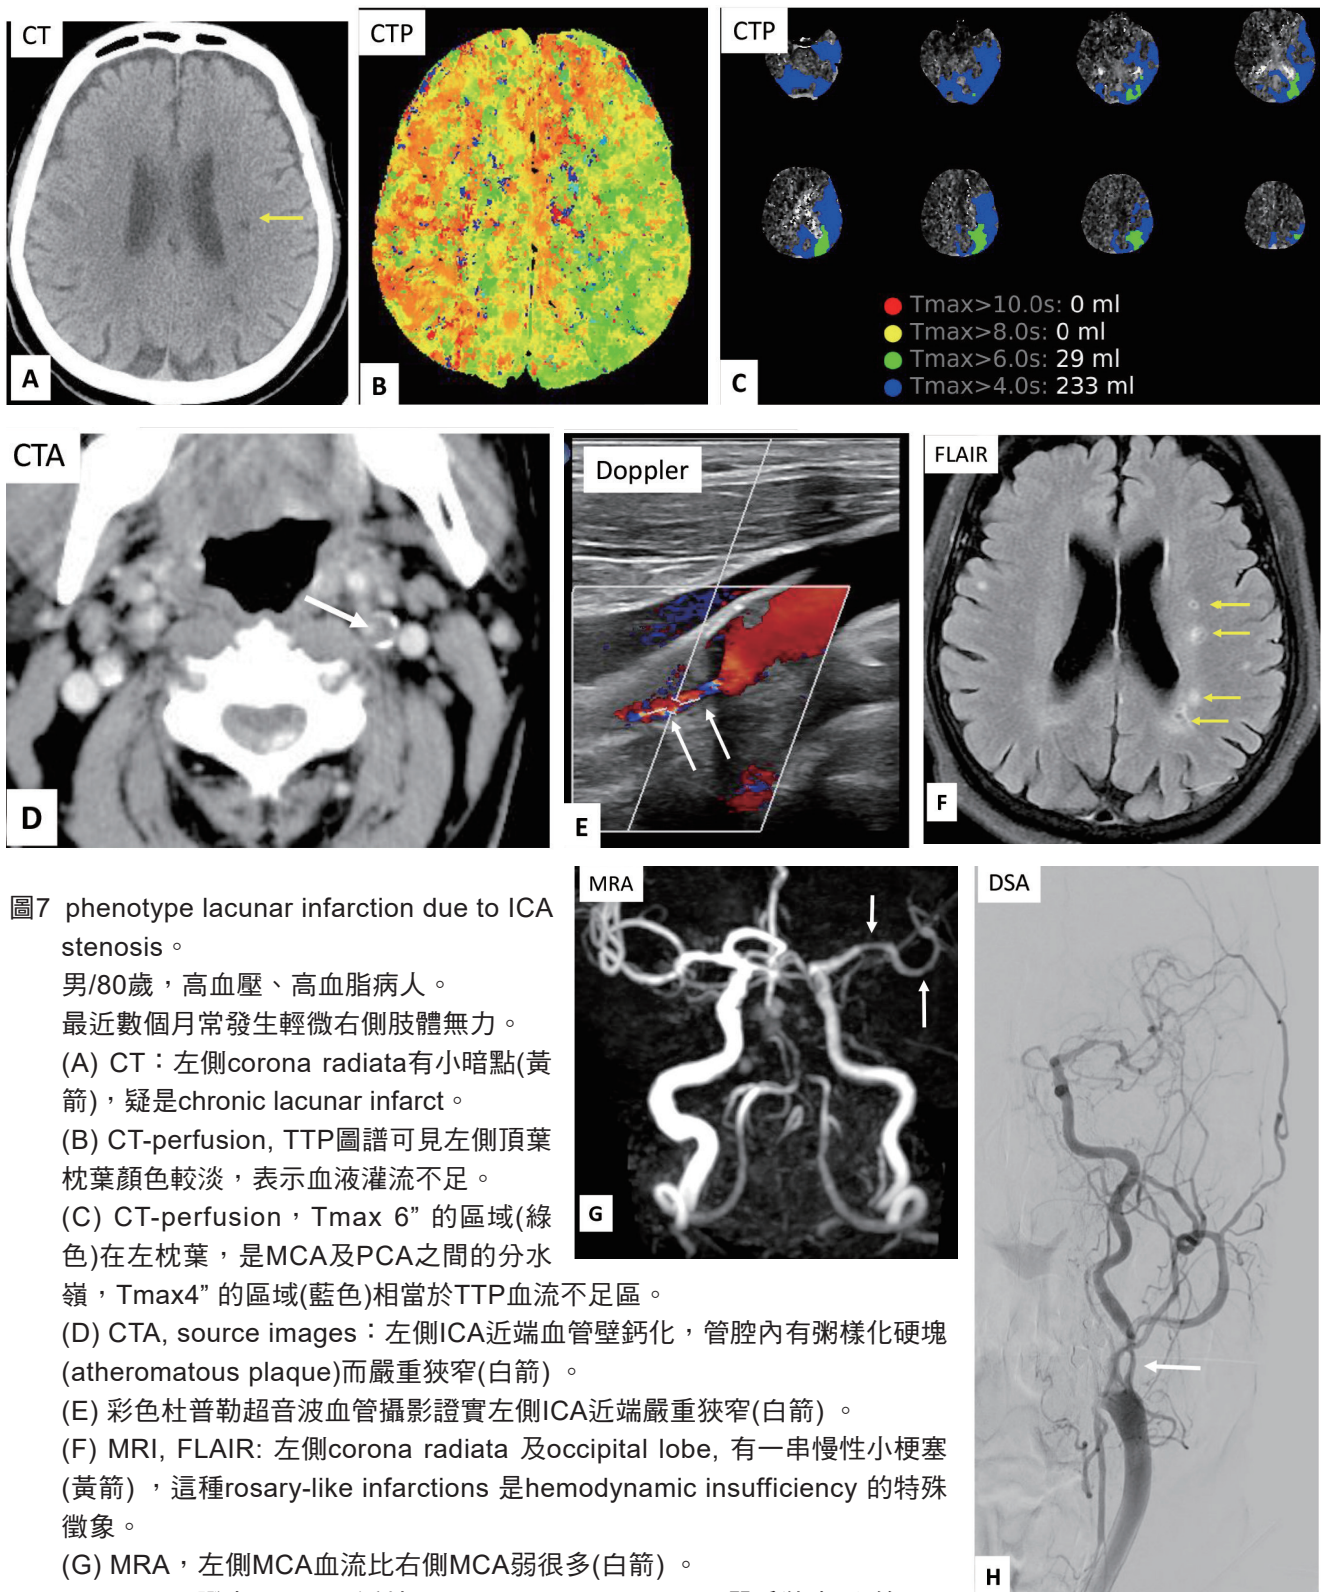 CT
A
CTP
B
CTP
Tmax>10.0s: 0 ml
Tmax>8.0s: 0 ml
Tmax>6.0s: 29 ml
Tmax>4.0s: 233 ml
C
CTA
D
Doppler
E
FLAIR
F
MRA
G
DSA
H
圖7 phenotype lacunar infarction due to ICA
stenosis。
男/80歲，高血壓、高血脂病人。
最近數個月常發生輕微右側肢體無力。
(A) CT：左側corona radiata有小暗點(黃
箭)，疑是chronic lacunar infarct。
(B) CT-perfusion, TTP圖譜可見左側頂葉
枕葉顏色較淡，表示血液灌流不足。
(C) CT-perfusion，Tmax 6” 的區域(綠
色)在左枕葉，是MCA及PCA之間的分水
嶺，Tmax4” 的區域(藍色)相當於TTP血流不足區。
(D) CTA, source images：左側ICA近端血管壁鈣化，管腔內有粥樣化硬塊
(atheromatous plaque)而嚴重狹窄(白箭) 。
(E) 彩色杜普勒超音波血管攝影證實左側ICA近端嚴重狹窄(白箭) 。
(F) MRI, FLAIR: 左側corona radiata 及occipital lobe, 有一串慢性小梗塞
(黃箭) ，這種rosary-like infarctions 是hemodynamic insufficiency 的特殊
徵象。
(G) MRA，左側MCA血流比右側MCA弱很多(白箭) 。